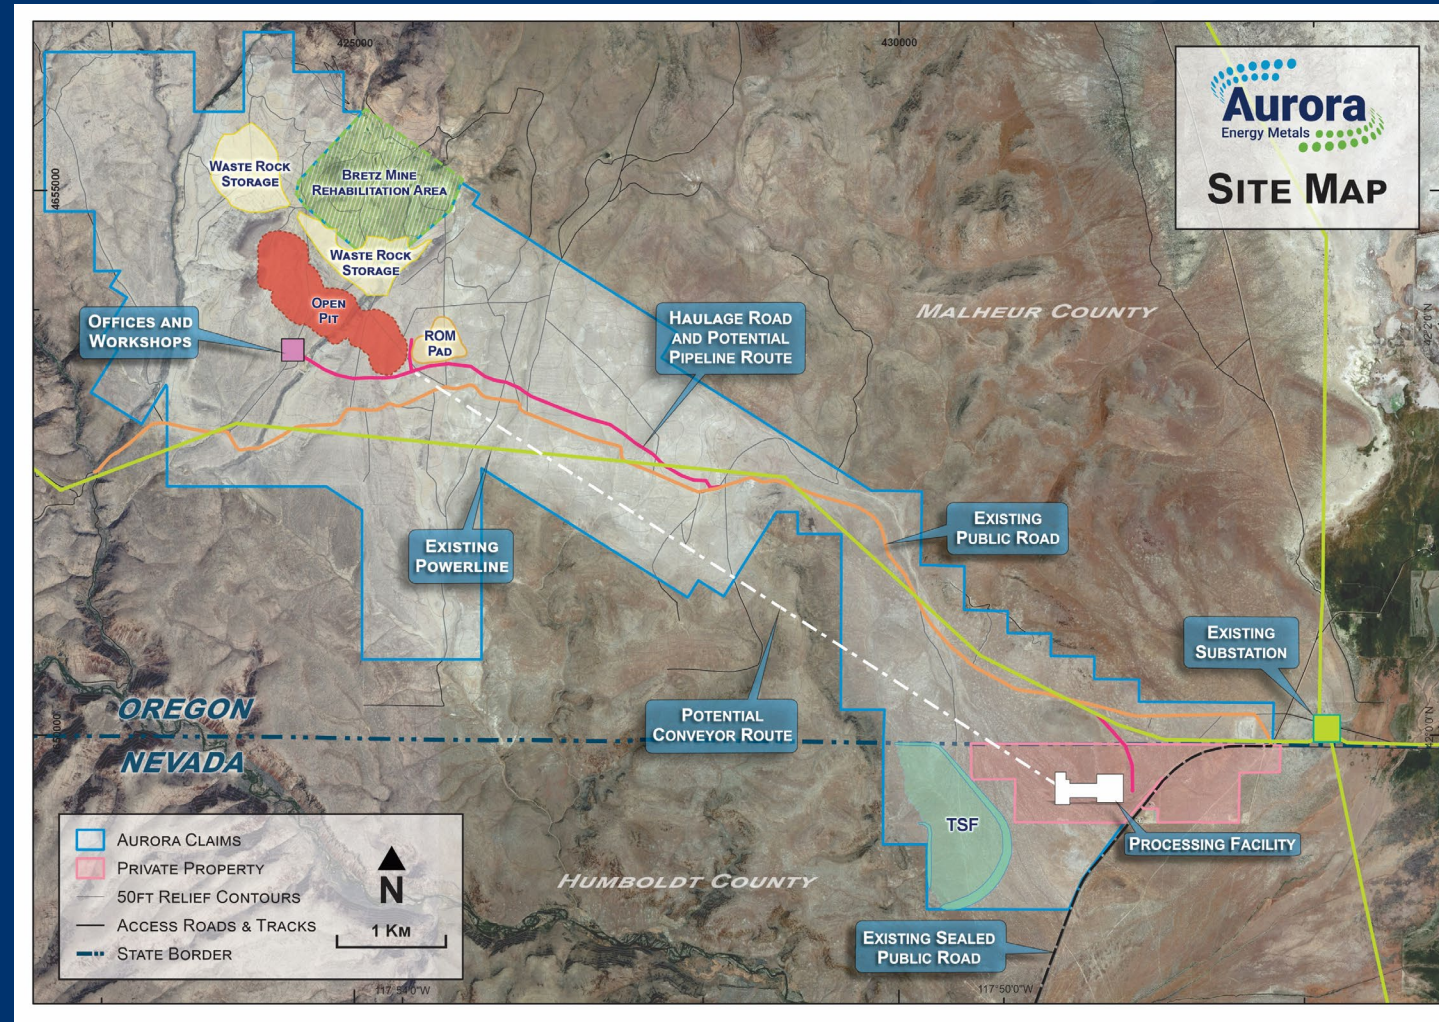 425000
430000
Aurora
Energy Metals
SITE MAP
4655000
WASTE ROCK
STORAGE
BRETZ MINE
REHABILITATION AREA
WASTE ROCK
STORAGE
OPEN
PIT
ROM
PAD
OFFICES AND
WORKSHOPS
HAULAGE ROAD
AND POTENTIAL
PIPELINE ROUTE
MALHEUR COUNTY
EXISTING
POWERLINE
EXISTING
PUBLIC ROAD
EXISTING
SUBSTATION
POTENTIAL
CONVEYOR ROUTE
OREGON
NEVADA
TSF
PROCESSING FACILITY
HUMBOLDT COUNTY
EXISTING SEALED
PUBLIC ROAD
AURORA CLAIMS
PRIVATE PROPERTY
50FT RELIEF CONTOURS
ACCESS ROADS & TRACKS
STATE BORDER
N
1 KM
117°50'0"W